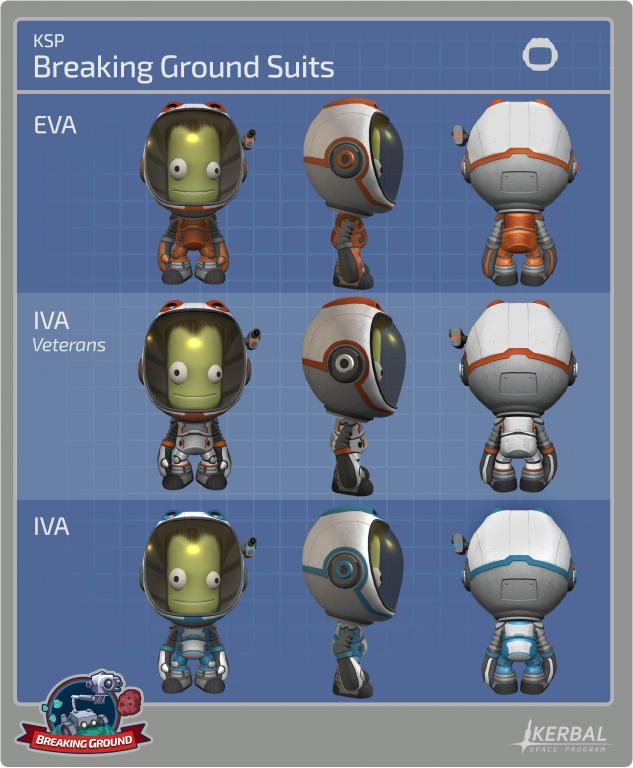 KSP
Breaking Ground Suits
EVA
IVA
Veterans
IVA
BREAKING GROUND
KERBAL
SPACE PROGRAM